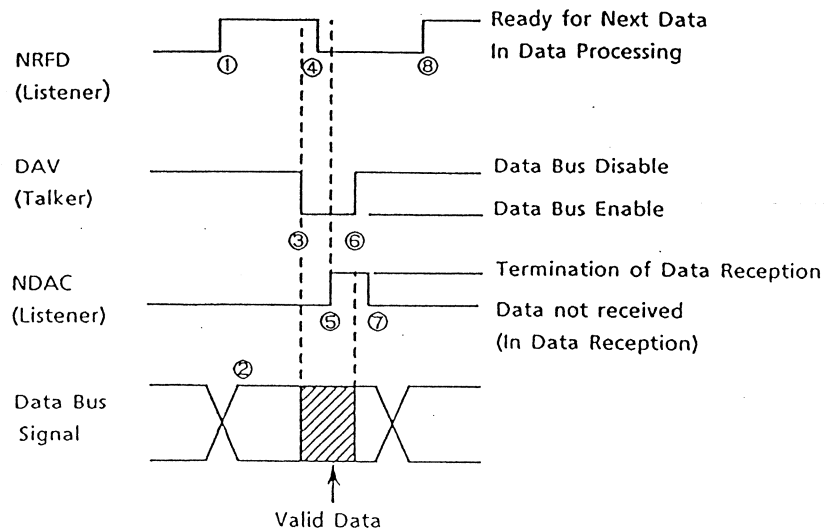 Ready for Next Data
NRFD
(Listener)
①
④
⑧
In Data Processing
DAV
(Talker)
Data Bus Disable
Data Bus Enable
③
⑥
NDAC
(Listener)
Termination of Data Reception
⑤
⑦
Data not received
(In Data Reception)
②
Data Bus
Signal
Valid Data